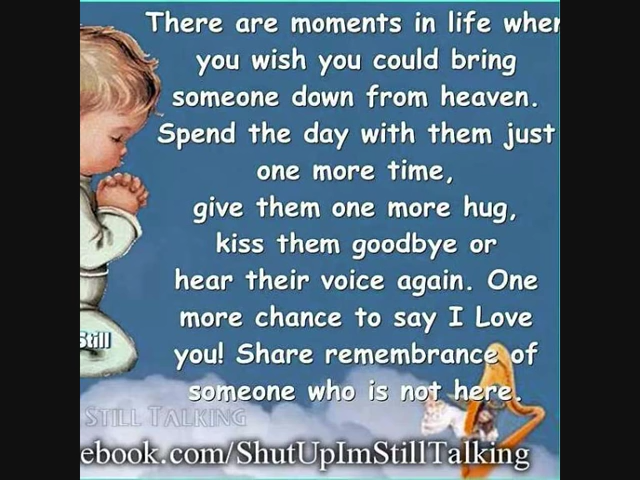 There are moments in life when
you wish you could bring
someone down from heaven.
Spend the day with them just
one more time,
give them one more hug,
kiss them goodbye or
hear their voice again. One
more chance to say I Love
you! Share remembrance of
someone who is not here.
Still
STILL TALKING
ebook.com/ShutUpImStillTalking